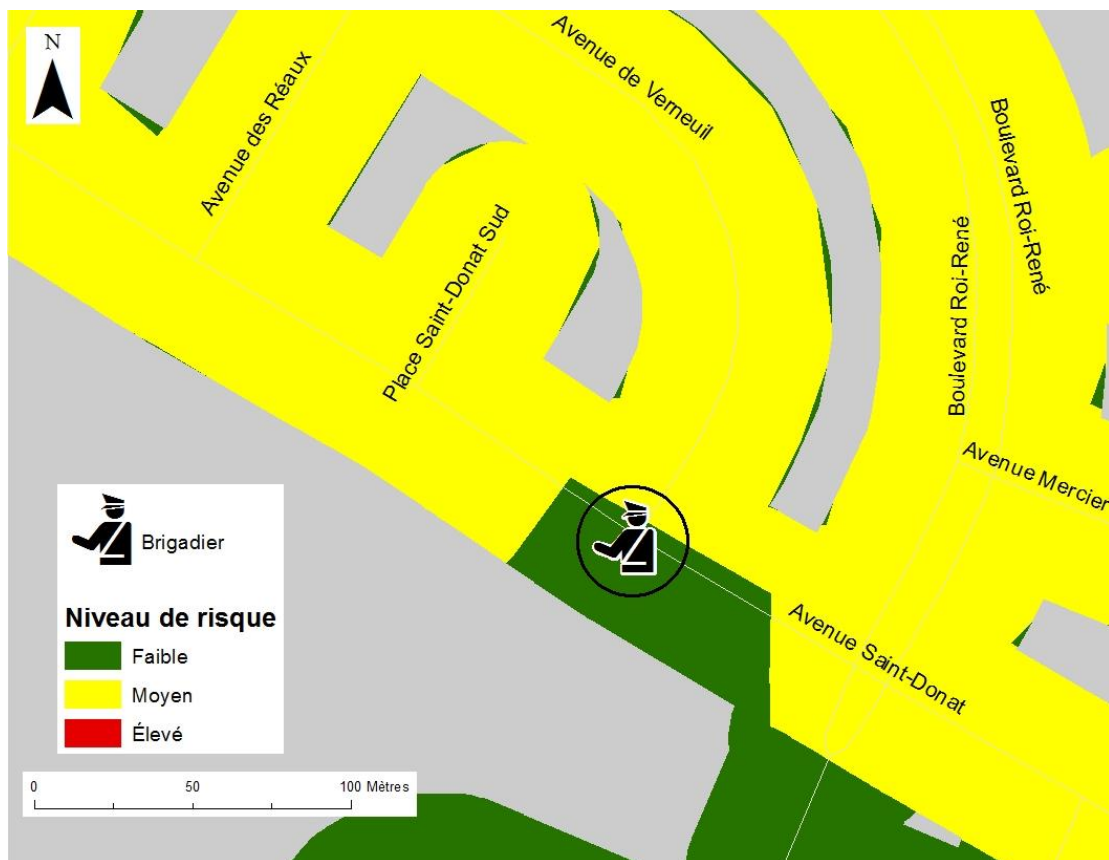 N
Avenue des Réaux
Avenue de Verneuil
Boulevard Roi-René
Boulevard Roi-René
Place Saint-Donat Sud
Avenue Mercier
Avenue Saint-Donat
Brigadier
Niveau de risque
Faible
Moyen
Élevé
0 50 100 Mètres